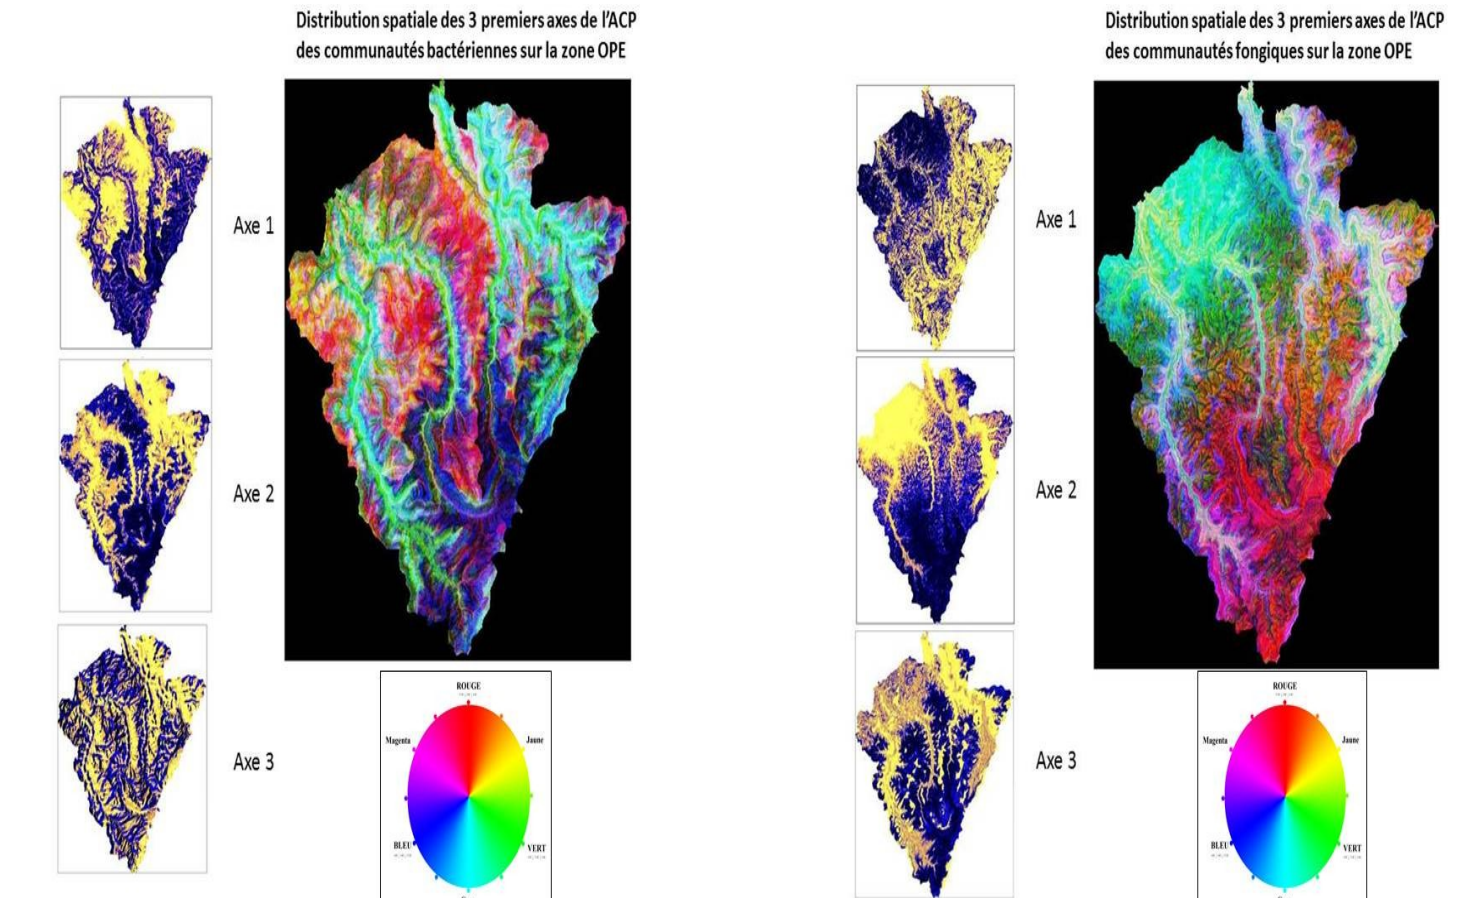 Distribution spatiale des 3 premiers axes de l'ACP
des communautés bactériennes sur la zone OPE
Axe 1
Axe 2
Axe 3
ROUGE
Magenta
Jaune
BLEU
VERT
Distribution spatiale des 3 premiers axes de l'ACP
des communautés fongiques sur la zone OPE
Axe 1
Axe 2
Axe 3
ROUGE
Magenta
Jaune
BLEU
VERT